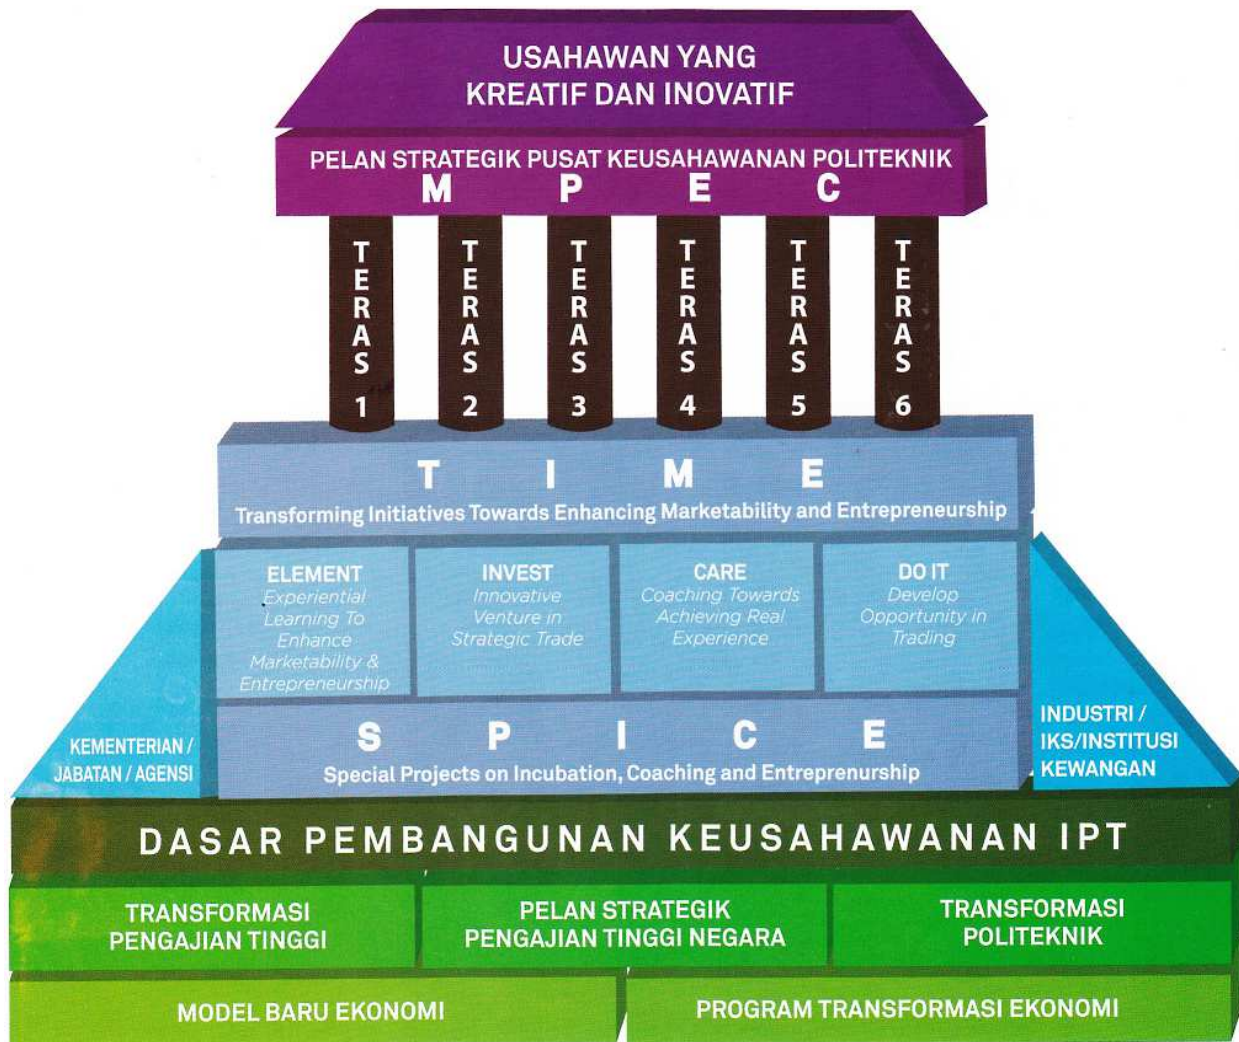 USAHAWAN YANG
KREATIF DAN INOVATIF
PELAN STRATEGIK PUSAT KEUSAHAWANAN POLITEKNIK
M P E C
TERAS 1
TERAS 2
TERAS 3
TERAS 4
TERAS 5
TERAS 6
T I M E
Transforming Initiatives Towards Enhancing Marketability and Entrepreneurship
ELEMENT
Experiential
Learning To
Enhance
Marketability &
Entrepreneurship
INVEST
Innovative
Venture in
Strategic Trade
CARE
Coaching Towards
Achieving Real
Experience
DO IT
Develop
Opportunity in
Trading
KEMENTERIAN /
JABATAN / AGENSI
S P I C E
Special Projects on Incubation, Coaching and Entreprenurship
INDUSTRI /
IKS/INSTITUSI
KEWANGAN
DASAR PEMBANGUNAN KEUSAHAWANAN IPT
TRANSFORMASI
PENGAJIAN TINGGI
PELAN STRATEGIK
PENGAJIAN TINGGI NEGARA
TRANSFORMASI
POLITEKNIK
MODEL BARU EKONOMI
PROGRAM TRANSFORMASI EKONOMI